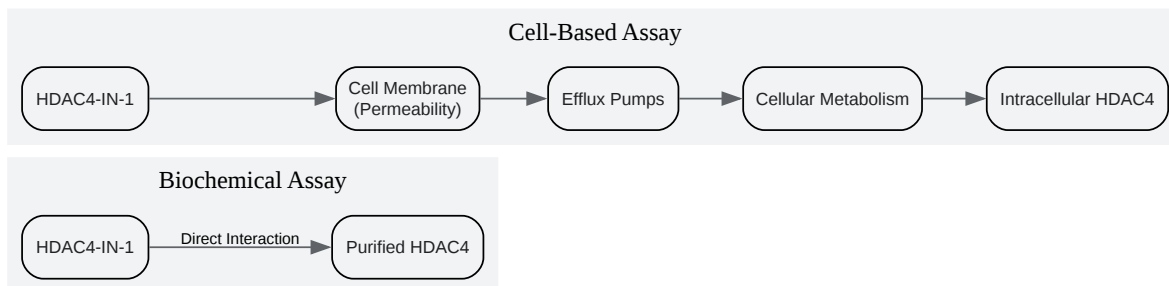 Cell-Based Assay
HDAC4-IN-1
Cell Membrane
(Permeability)
Efflux Pumps
Cellular Metabolism
Intracellular HDAC4
Biochemical Assay
HDAC4-IN-1
Direct Interaction
Purified HDAC4